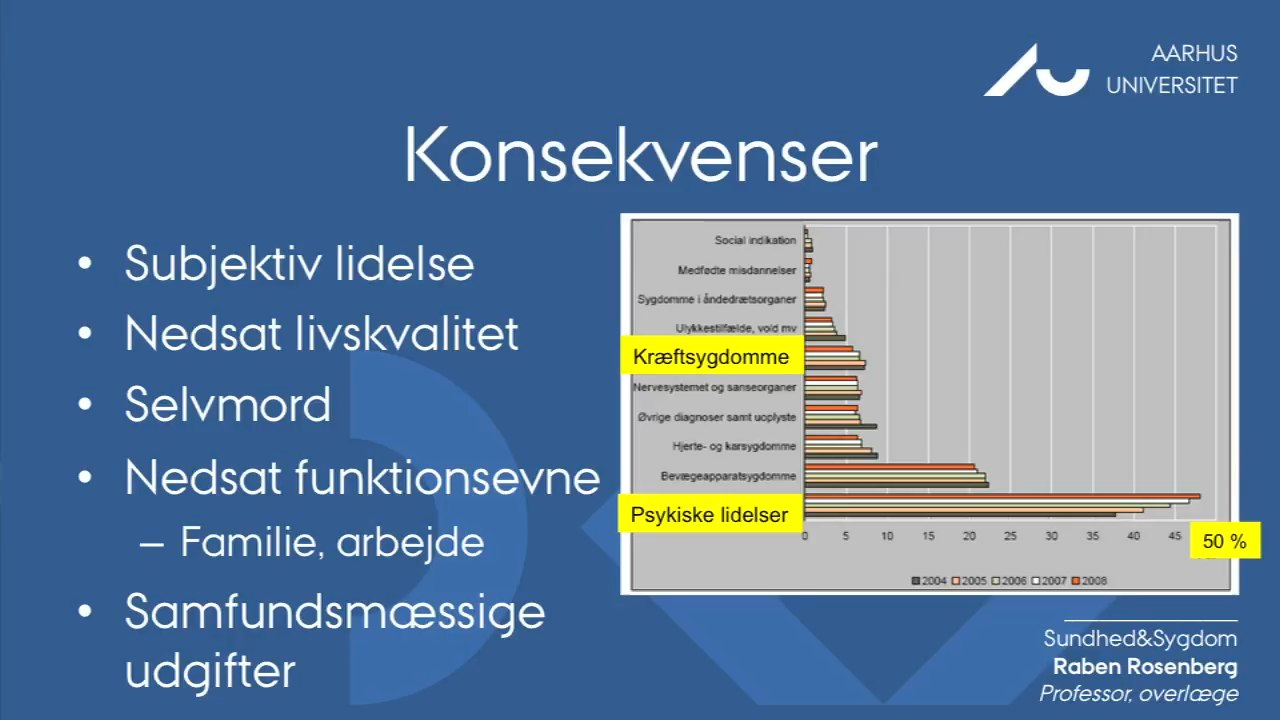 AARHUS
UNIVERSITET
Konsekvenser
• Subjektiv lidelse
• Nedsat livskvalitet
• Selvmord
• Nedsat funktionsevne
– Familie, arbejde
• Samfundsmæssige
udgifter
Social indikation
Medfødte misdannelser
Sygdomme i åndedrætsorganer
Ulykkestilfælde, vold mv
Kræftsygdomme
Nervesystemet og sanseorganer
Øvrige diagnoser samt uoplyste
Hjerte- og karsygdomme
Bevægeapparatsygdomme
Psykiske lidelser
0 5 10 15 20 25 30 35 40 45
50 %
2004 2005 2006 2007 2008
Sundhed&Sygdom
Raben Rosenberg
Professor, overlæge